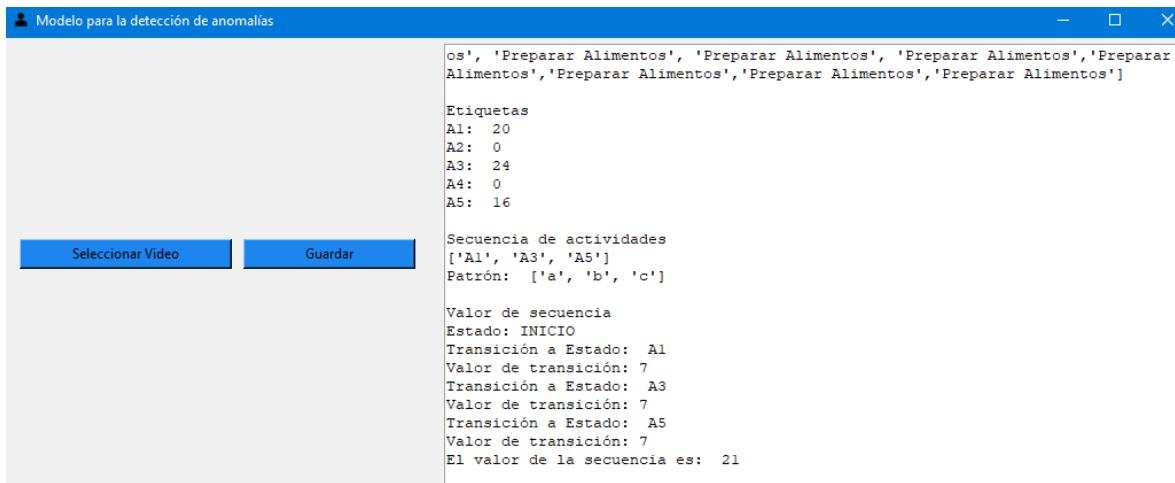 Modelo para la detección de anomalías
Seleccionar Video
Guardar
os', 'Preparar Alimentos', 'Preparar Alimentos', 'Preparar Alimentos','Preparar
Alimentos','Preparar Alimentos','Preparar Alimentos','Preparar Alimentos']
Etiquetas
A1:  20
A2:  0
A3:  24
A4:  0
A5:  16
Secuencia de actividades
['A1', 'A3', 'A5']
Patrón:  ['a', 'b', 'c']
Valor de secuencia
Estado: INICIO
Transición a Estado:  A1
Valor de transición: 7
Transición a Estado:  A3
Valor de transición: 7
Transición a Estado:  A5
Valor de transición: 7
El valor de la secuencia es:  21